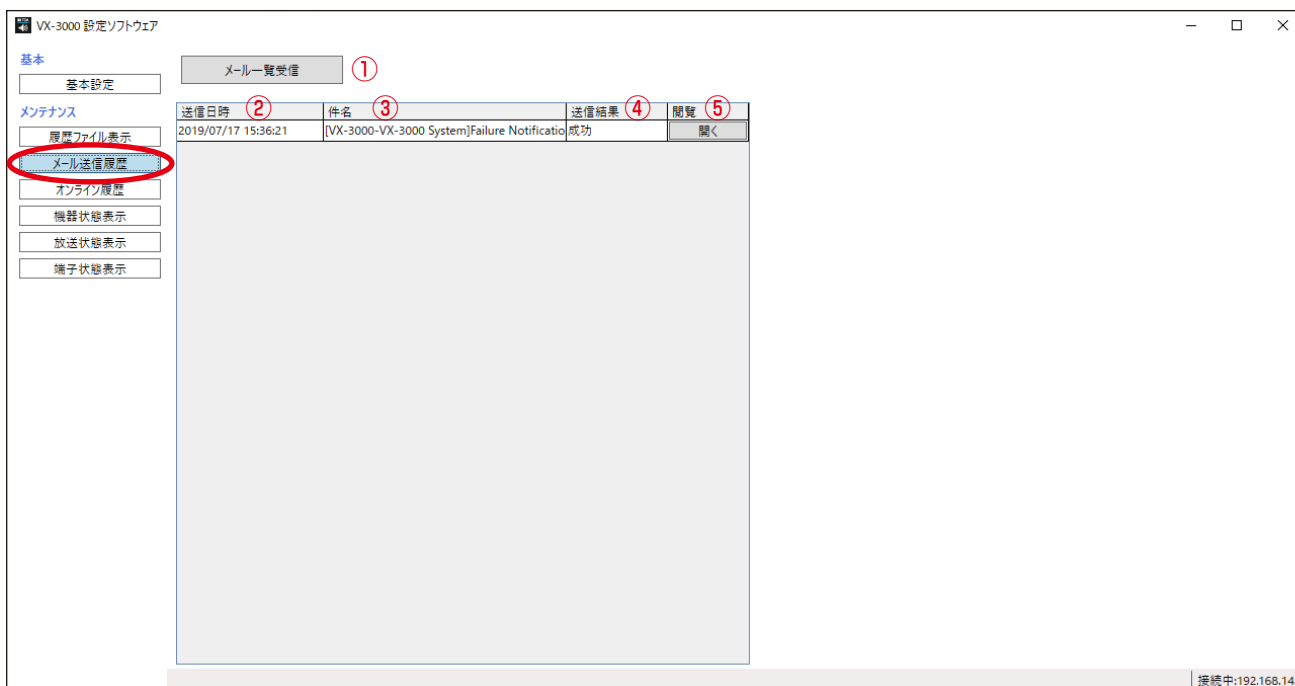 VX-3000 設定ソフトウェア
基本
基本設定
メンテナンス
履歴ファイル表示
メール送信履歴
オンライン履歴
機器状態表示
放送状態表示
端子状態表示
メール一覧受信 ①
送信日時 ② 件名 ③ 送信結果 ④ 閲覧 ⑤
2019/07/17 15:36:21 [VX-3000-VX-3000 System]Failure Notificatio 成功 開く
接続中:192.168.14